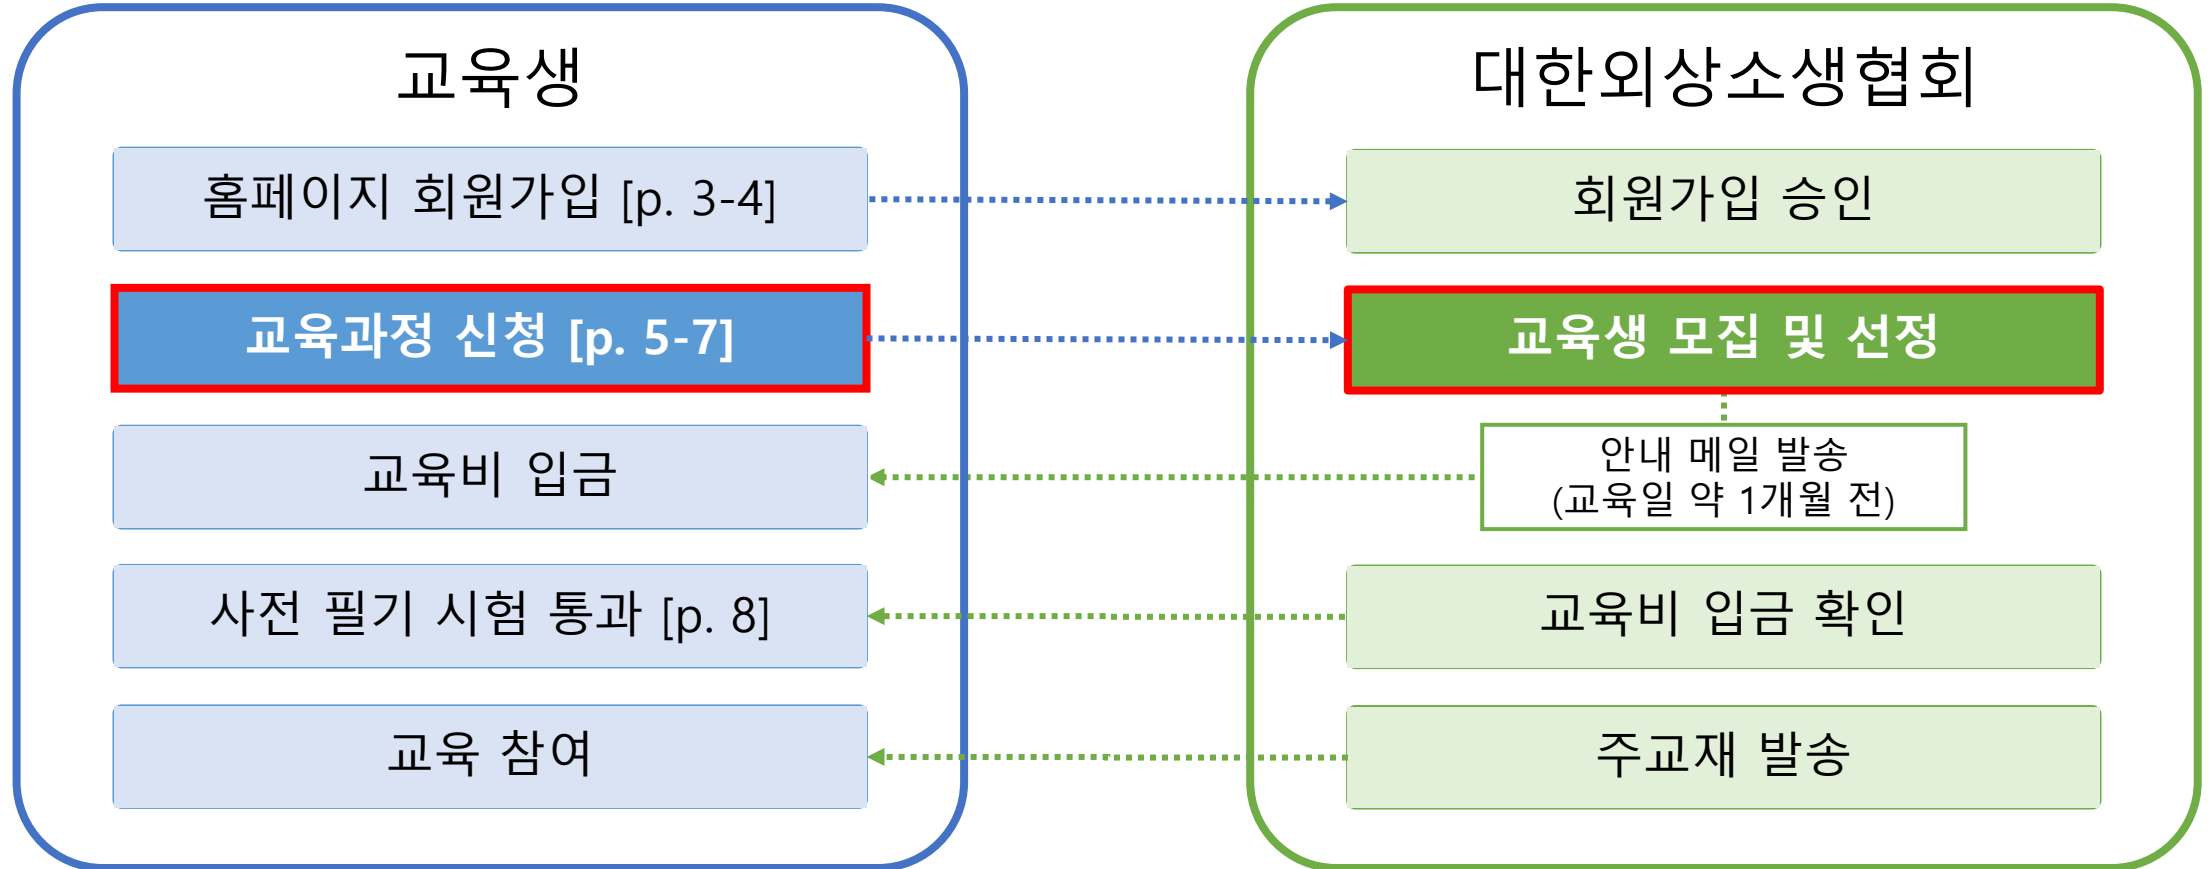 교육생
홈페이지 회원가입 [p. 3-4]
교육과정 신청 [p. 5-7]
교육비 입금
사전 필기 시험 통과 [p. 8]
교육 참여
대한외상소생협회
회원가입 승인
교육생 모집 및 선정
안내 메일 발송
(교육일 약 1개월 전)
교육비 입금 확인
주교재 발송